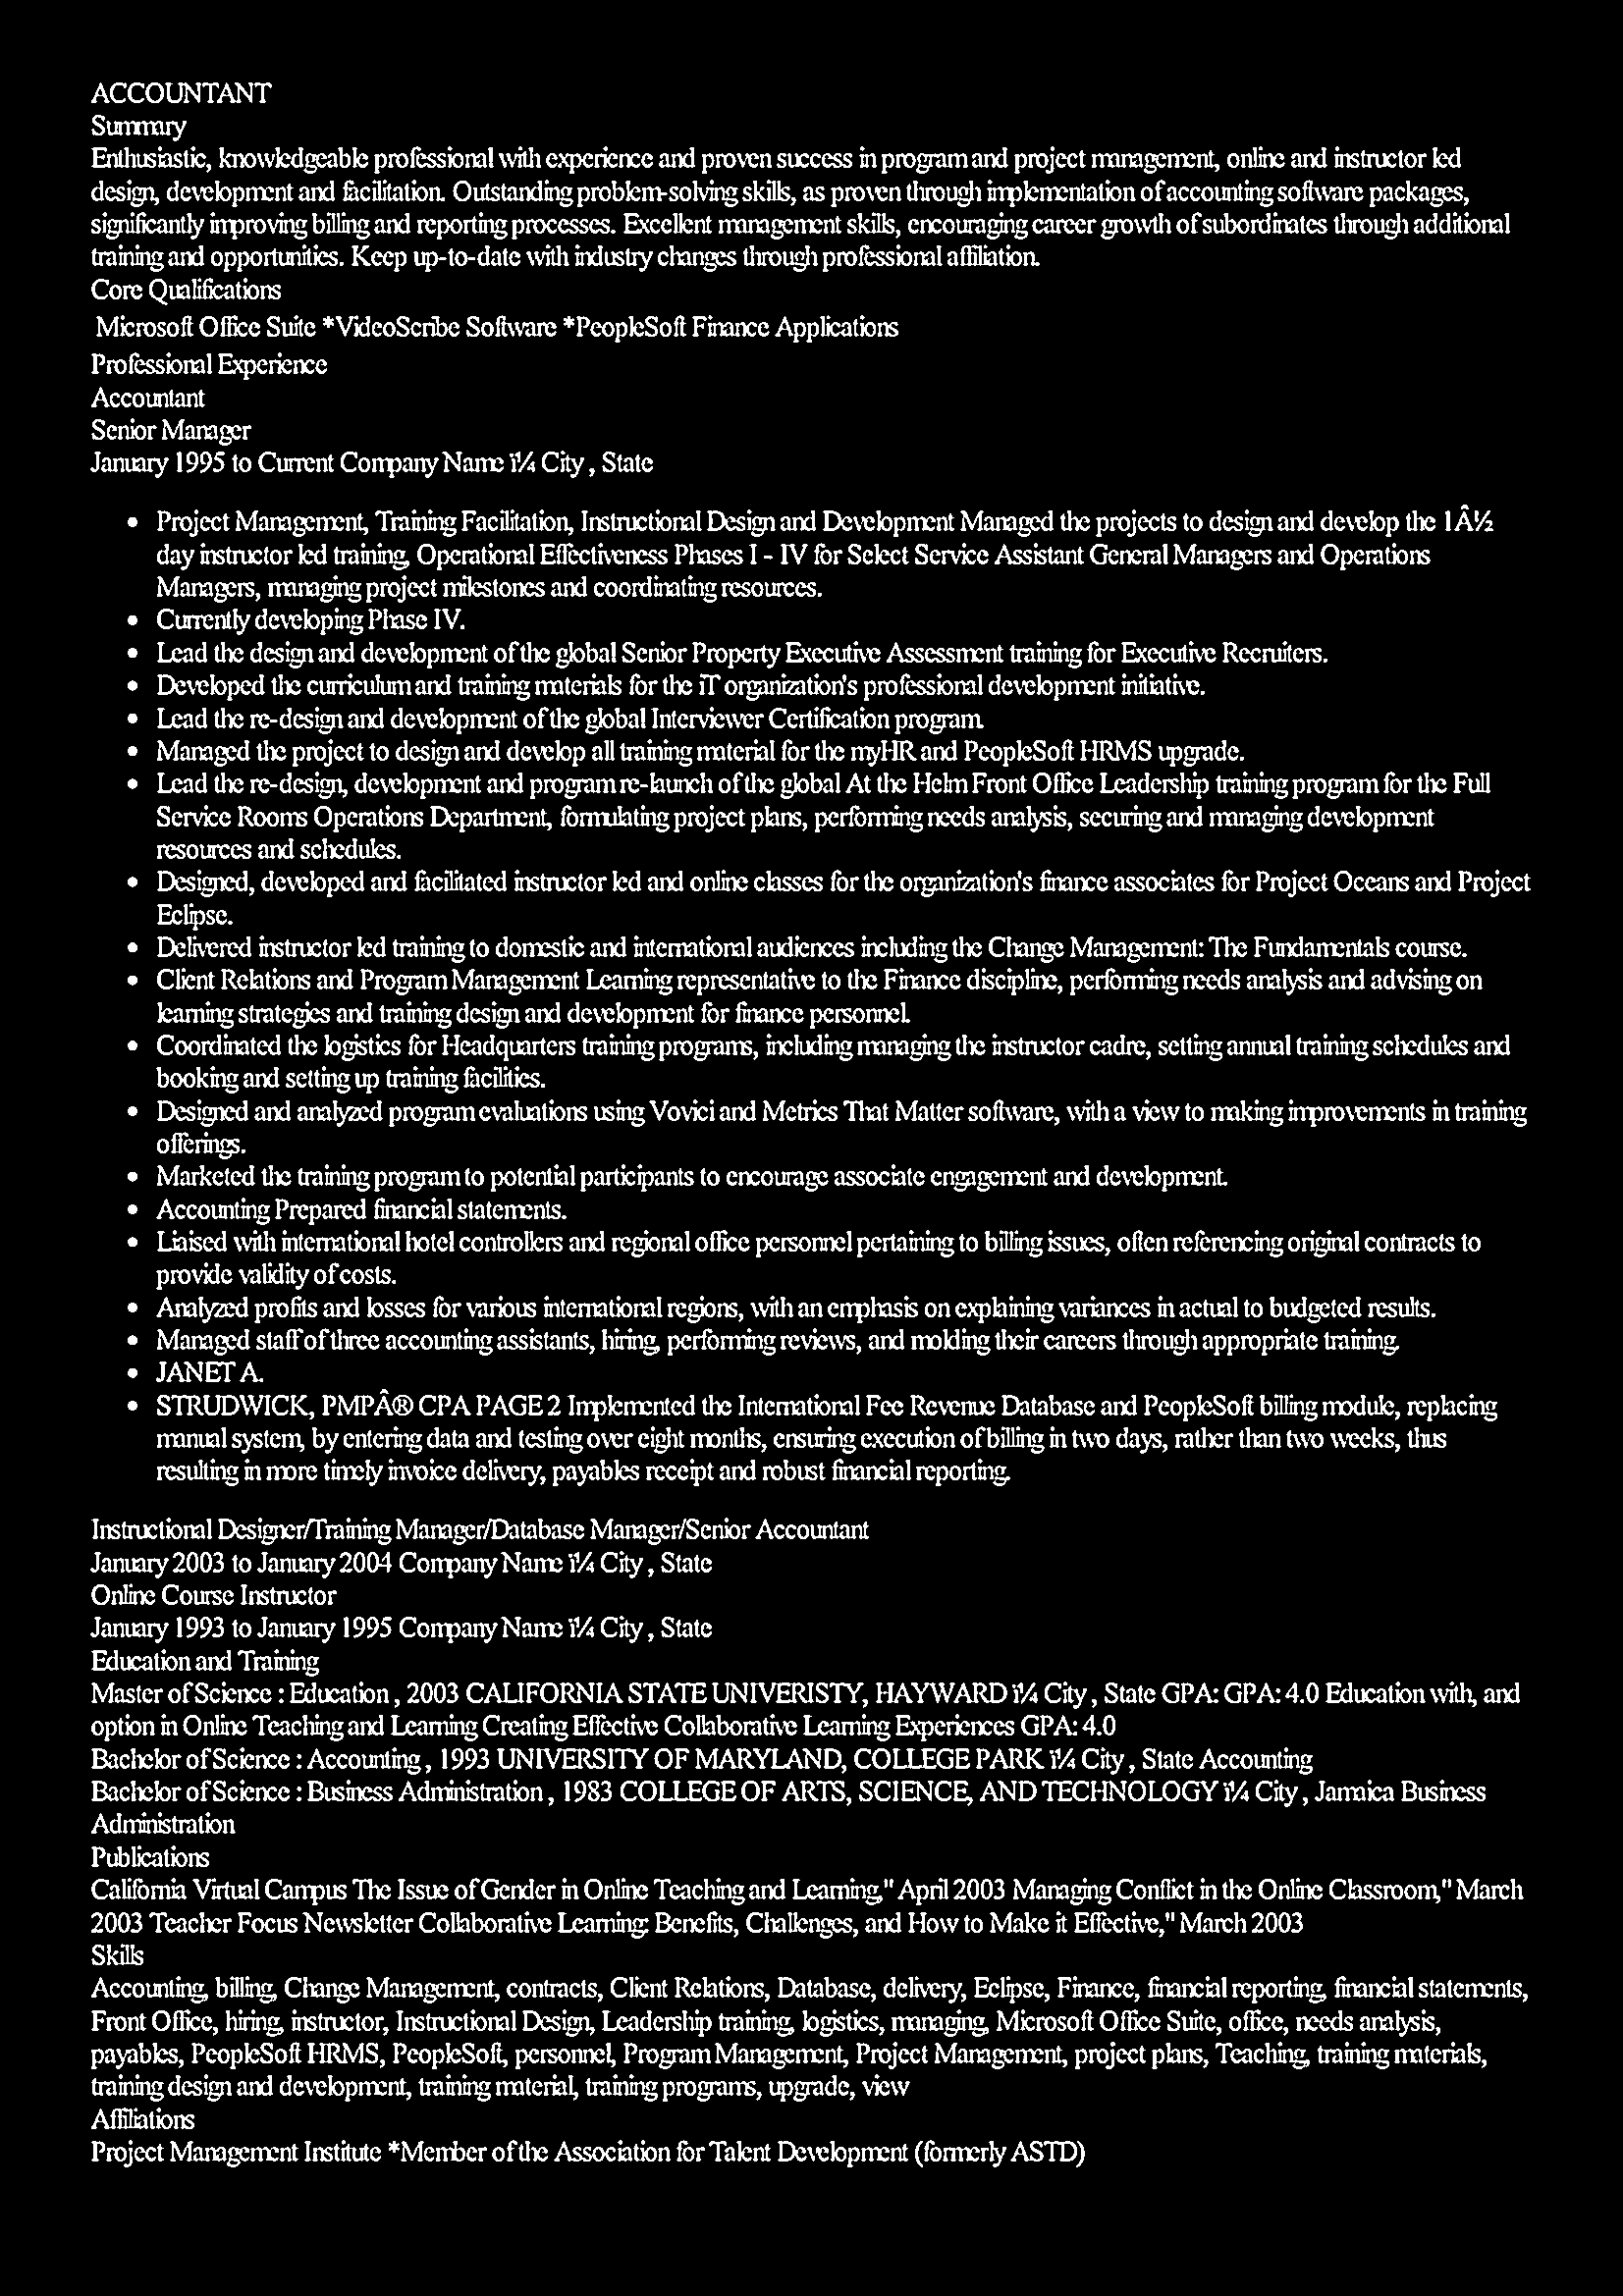 ACCOUNTANT
Summary
Enthusiastic, knowledgeable professional with experience and proven success in program and project management, online and instructor led
design, development and facilitation. Outstanding problem-solving skills, as proven through implementation of accounting software packages,
significantly improving billing and reporting processes. Excellent management skills, encouraging career growth of subordinates through additional
training and opportunities. Keep up-to-date with industry changes through professional affiliation.
Core Qualifications
Microsoft Office Suite *VideoScribe Software *PeopleSoft Finance Applications
Professional Experience
Accountant
Senior Manager
January 1995 to Current Company Name ï¼ City , State
• Project Management, Training Facilitation, Instructional Design and Development Managed the projects to design and develop the 1Â½
day instructor led training, Operational Effectiveness Phases I - IV for Select Service Assistant General Managers and Operations
Managers, managing project milestones and coordinating resources.
• Currently developing Phase IV.
• Lead the design and development of the global Senior Property Executive Assessment training for Executive Recruiters.
• Developed the curriculum and training materials for the iT organization's professional development initiative.
• Lead the re-design and development of the global Interviewer Certification program.
• Managed the project to design and develop all training material for the myHR and PeopleSoft HRMS upgrade.
• Lead the re-design, development and program re-launch of the global At the Helm Front Office Leadership training program for the Full
Service Rooms Operations Department, formulating project plans, performing needs analysis, securing and managing development
resources and schedules.
• Designed, developed and facilitated instructor led and online classes for the organization's finance associates for Project Oceans and Project
Eclipse.
• Delivered instructor led training to domestic and international audiences including the Change Management: The Fundamentals course.
• Client Relations and Program Management Learning representative to the Finance discipline, performing needs analysis and advising on
learning strategies and training design and development for finance personnel.
• Coordinated the logistics for Headquarters training programs, including managing the instructor cadre, setting annual training schedules and
booking and setting up training facilities.
• Designed and analyzed program evaluations using Vovici and Metrics That Matter software, with a view to making improvements in training
offerings.
• Marketed the training program to potential participants to encourage associate engagement and development.
• Accounting Prepared financial statements.
• Liaised with international hotel controllers and regional office personnel pertaining to billing issues, often referencing original contracts to
provide validity of costs.
• Analyzed profits and losses for various international regions, with an emphasis on explaining variances in actual to budgeted results.
• Managed staff of three accounting assistants, hiring, performing reviews, and molding their careers through appropriate training.
• JANET A.
• STRUDWICK, PMPÂ® CPA PAGE 2 Implemented the International Fee Revenue Database and PeopleSoft billing module, replacing
manual system, by entering data and testing over eight months, ensuring execution of billing in two days, rather than two weeks, thus
resulting in more timely invoice delivery, payables receipt and robust financial reporting.
Instructional Designer/Training Manager/Database Manager/Senior Accountant
January 2003 to January 2004 Company Name ï¼ City , State
Online Course Instructor
January 1993 to January 1995 Company Name ï¼ City , State
Education and Training
Master of Science : Education , 2003 CALIFORNIA STATE UNIVERISTY, HAYWARD ï¼ City , State GPA: GPA: 4.0 Education with, and
option in Online Teaching and Learning Creating Effective Collaborative Learning Experiences GPA: 4.0
Bachelor of Science : Accounting , 1993 UNIVERSITY OF MARYLAND, COLLEGE PARK ï¼ City , State Accounting
Bachelor of Science : Business Administration , 1983 COLLEGE OF ARTS, SCIENCE, AND TECHNOLOGY ï¼ City , Jamaica Business
Administration
Publications
California Virtual Campus The Issue of Gender in Online Teaching and Learning," April 2003 Managing Conflict in the Online Classroom," March
2003 Teacher Focus Newsletter Collaborative Learning: Benefits, Challenges, and How to Make it Effective," March 2003
Skills
Accounting, billing, Change Management, contracts, Client Relations, Database, delivery, Eclipse, Finance, financial reporting, financial statements,
Front Office, hiring, instructor, Instructional Design, Leadership training, logistics, managing, Microsoft Office Suite, office, needs analysis,
payables, PeopleSoft HRMS, PeopleSoft, personnel, Program Management, Project Management, project plans, Teaching, training materials,
training design and development, training material, training programs, upgrade, view
Affiliations
Project Management Institute *Member of the Association for Talent Development (formerly ASTD)